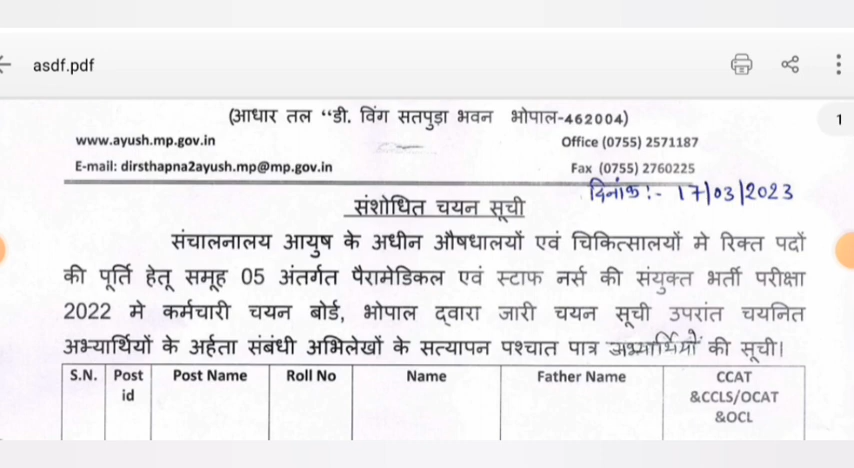 asdf.pdf
(आधार तल “डी. विंग सतपुड़ा भवन भोपाल-462004)
1
www.ayush.mp.gov.in Office (0755) 2571187
E-mail: dirsthapna2ayush.mp@mp.gov.in Fax (0755) 2760225
दिनांक :- 17/03/2023
संशोधित चयन सूची
संचालनालय आयुष के अधीन औषधालयों एवं चिकित्सालयों मे रिक्त पदों
की पूर्ति हेतू समूह 05 अंतर्गत पैरामेडिकल एवं स्टाफ नर्स की संयुक्त भर्ती परीक्षा
2022 मे कर्मचारी चयन बोर्ड, भोपाल द्वारा जारी चयन सूची उपरांत चयनित
अभ्यार्थियों के अर्हता संबंधी अभिलेखों के सत्यापन पश्चात पात्र अभ्यार्थियों की सूची।
S.N. Post id Post Name Roll No Name Father Name CCAT
&CCLS/OCAT
&OCL